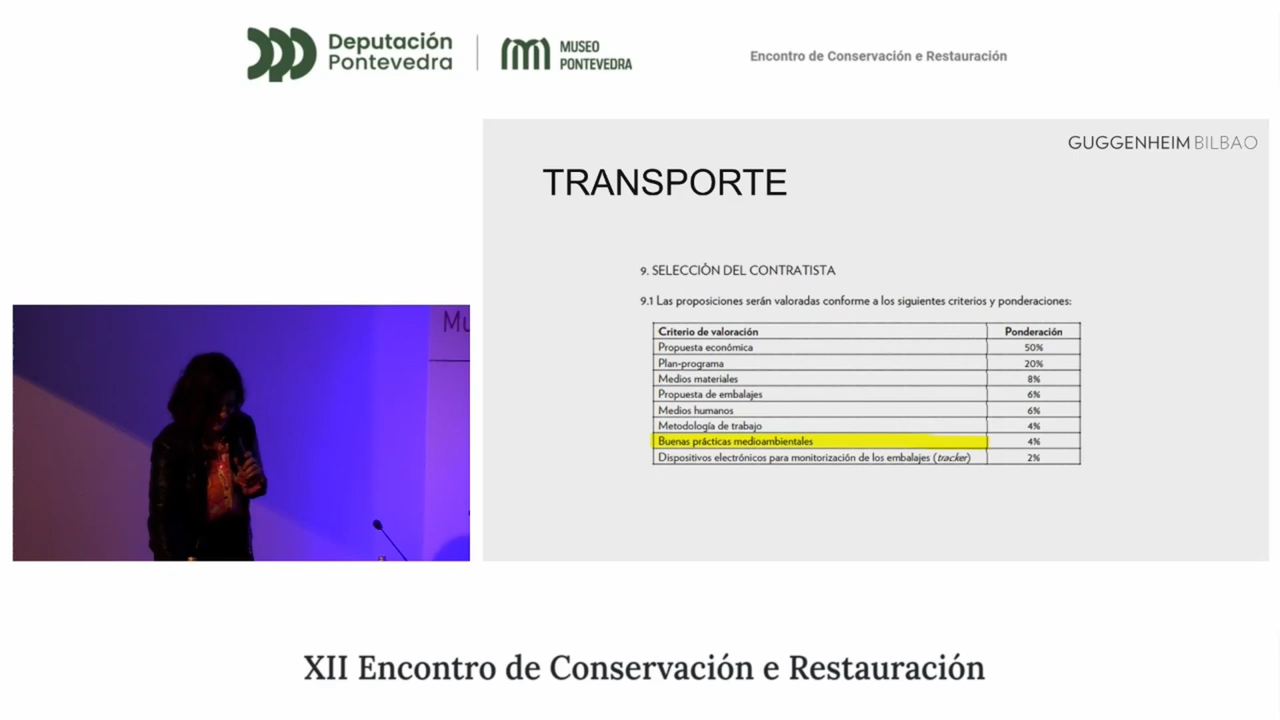 Deputación
Pontevedra
MUSEO
PONTEVEDRA
Encontro de Conservación e Restauración
GUGGENHEIM BILBAO
TRANSPORTE
9. SELECCIÓN DEL CONTRATISTA
9.1 Las proposiciones serán valoradas conforme a los siguientes criterios y ponderaciones:
Criterio de valoración Ponderación
Propuesta económica 50%
Plan-programa 20%
Medios materiales 8%
Propuesta de embalajes 6%
Medios humanos 6%
Metodología de trabajo 4%
Buenas prácticas medioambientales 4%
Dispositivos electrónicos para monitorización de los embalajes (tracker) 2%
Mu
XII Encontro de Conservación e Restauración